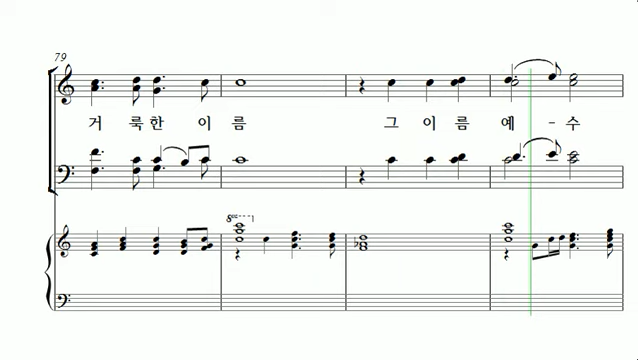 79
거 룩 한 이 름 그 이 름 예 - 수
8va